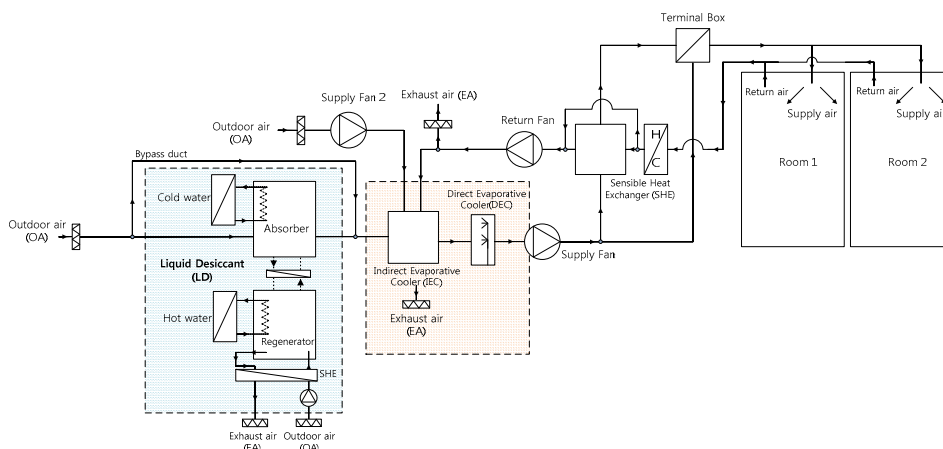 Terminal Box
Exhaust air (EA)
Supply Fan 2
Outdoor air
(OA)
Return Fan
H
C
Sensible Heat
Exchanger (SHE)
Return air
Supply air
Room 1
Return air
Supply air
Room 2
Bypass duct
Cold water
Absorber
Outdoor air
(OA)
Liquid Desiccant
(LD)
Direct Evaporative
Cooler(DEC)
Supply Fan
Indirect Evaporative
Cooler (IEC)
Exhaust air
(EA)
Hot water
Regenerator
SHE
Exhaust air
(EA)
Outdoor air
(OA)